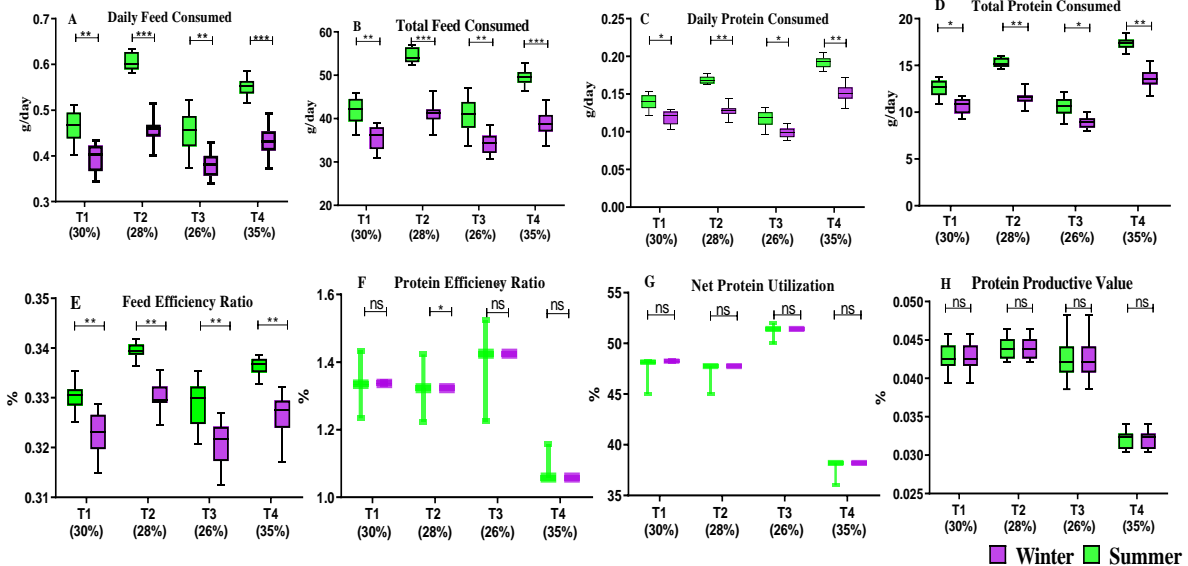 A Daily Feed Consumed
g/day
0.7
0.6
0.5
0.4
0.3
** *** ** ***
T1 T2 T3 T4
(30%) (28%) (26%) (35%)
B Total Feed Consumed
g/day
60
50
40
30
20
** *** ** ***
T1 T2 T3 T4
(30%) (28%) (26%) (35%)
C Daily Protein Consumed
g/day
0.25
0.20
0.15
0.10
0.05
0.00
* ** * **
T1 T2 T3 T4
(30%) (28%) (26%) (35%)
D Total Protein Consumed
g/day
20
15
10
5
0
* ** * **
T1 T2 T3 T4
(30%) (28%) (26%) (35%)
E Feed Efficiency Ratio
%
0.35
0.34
0.33
0.32
0.31
** ** ** **
T1 T2 T3 T4
(30%) (28%) (26%) (35%)
F Protein Efficiency Ratio
1.6
1.4
1.2
1.0
ns * ns ns
T1 T2 T3 T4
(30%) (28%) (26%) (35%)
G Net Protein Utilization
%
55
51
47
43
39
35
ns ns ns ns
T1 T2 T3 T4
(30%) (28%) (26%) (35%)
H Protein Productive Value
%
0.050
0.040
0.035
0.030
0.025
ns ns ns ns
T1 T2 T3 T4
(30%) (28%) (26%) (35%)
Winter Summer